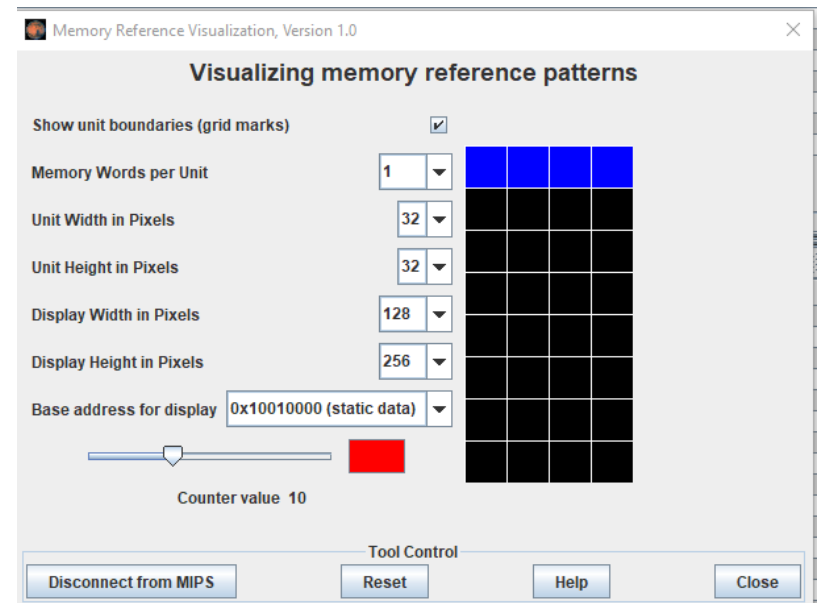 Memory Reference Visualization, Version 1.0
Visualizing memory reference patterns
Show unit boundaries (grid marks)
Memory Words per Unit 1
Unit Width in Pixels 32
Unit Height in Pixels 32
Display Width in Pixels 128
Display Height in Pixels 256
Base address for display 0x10010000 (static data)
Counter value 10
Tool Control
Disconnect from MIPS Reset Help Close